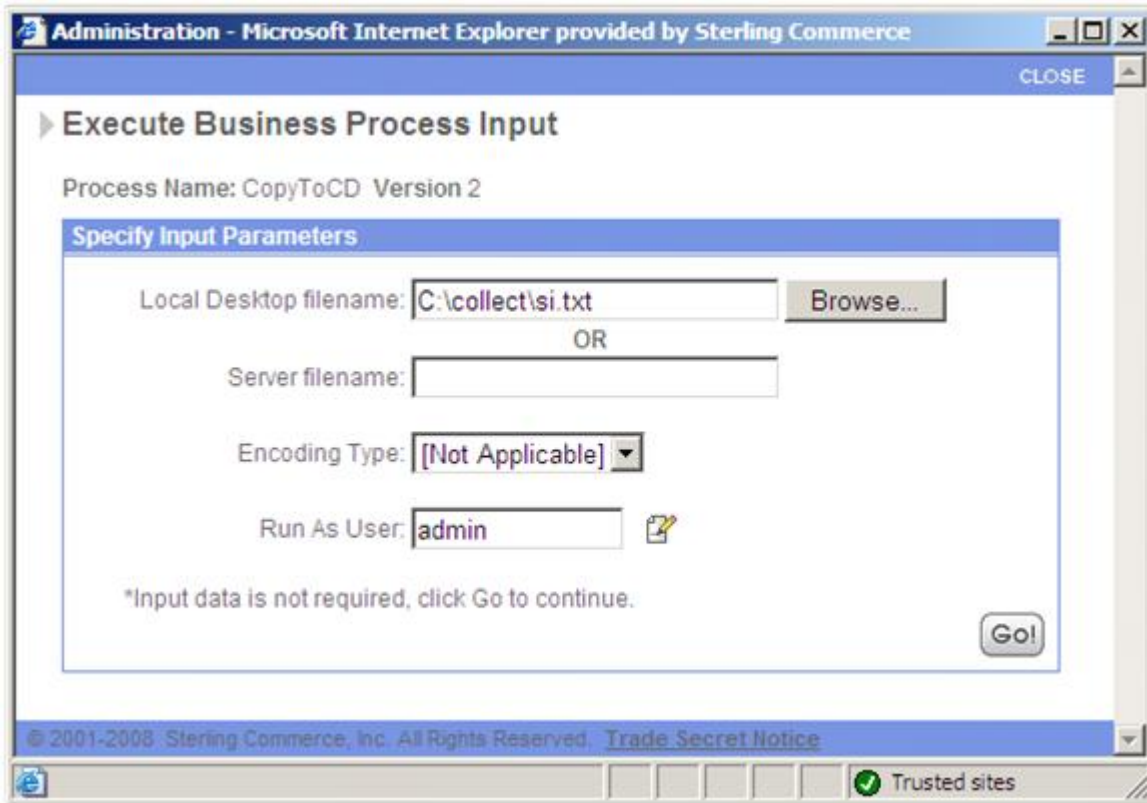 Administration - Microsoft Internet Explorer provided by Sterling Commerce
CLOSE
Execute Business Process Input
Process Name: CopyToCD Version 2
Specify Input Parameters
Local Desktop filename: C:\collect\si.txt Browse...
OR
Server filename:
Encoding Type: [Not Applicable]
Run As User: admin
*Input data is not required, click Go to continue.
Go!
© 2001-2008 Sterling Commerce, Inc. All Rights Reserved. Trade Secret Notice
Trusted sites